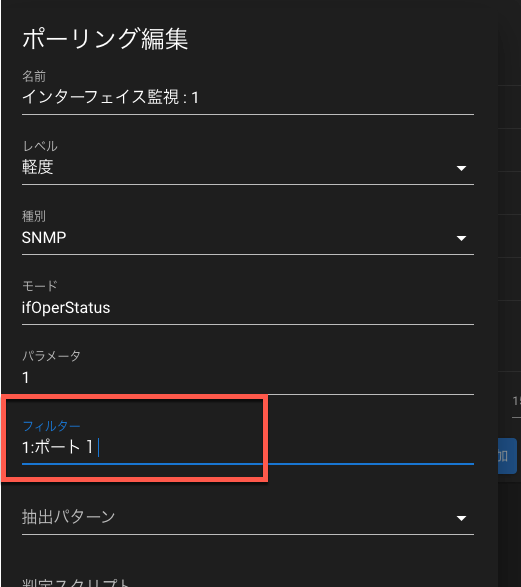 ポーリング編集
名前
インターフェイス監視 : 1
レベル
軽度
種別
SNMP
モード
ifOperStatus
パラメータ
1
フィルター
1:ポート１
抽出パターン
判定スクリプト
加